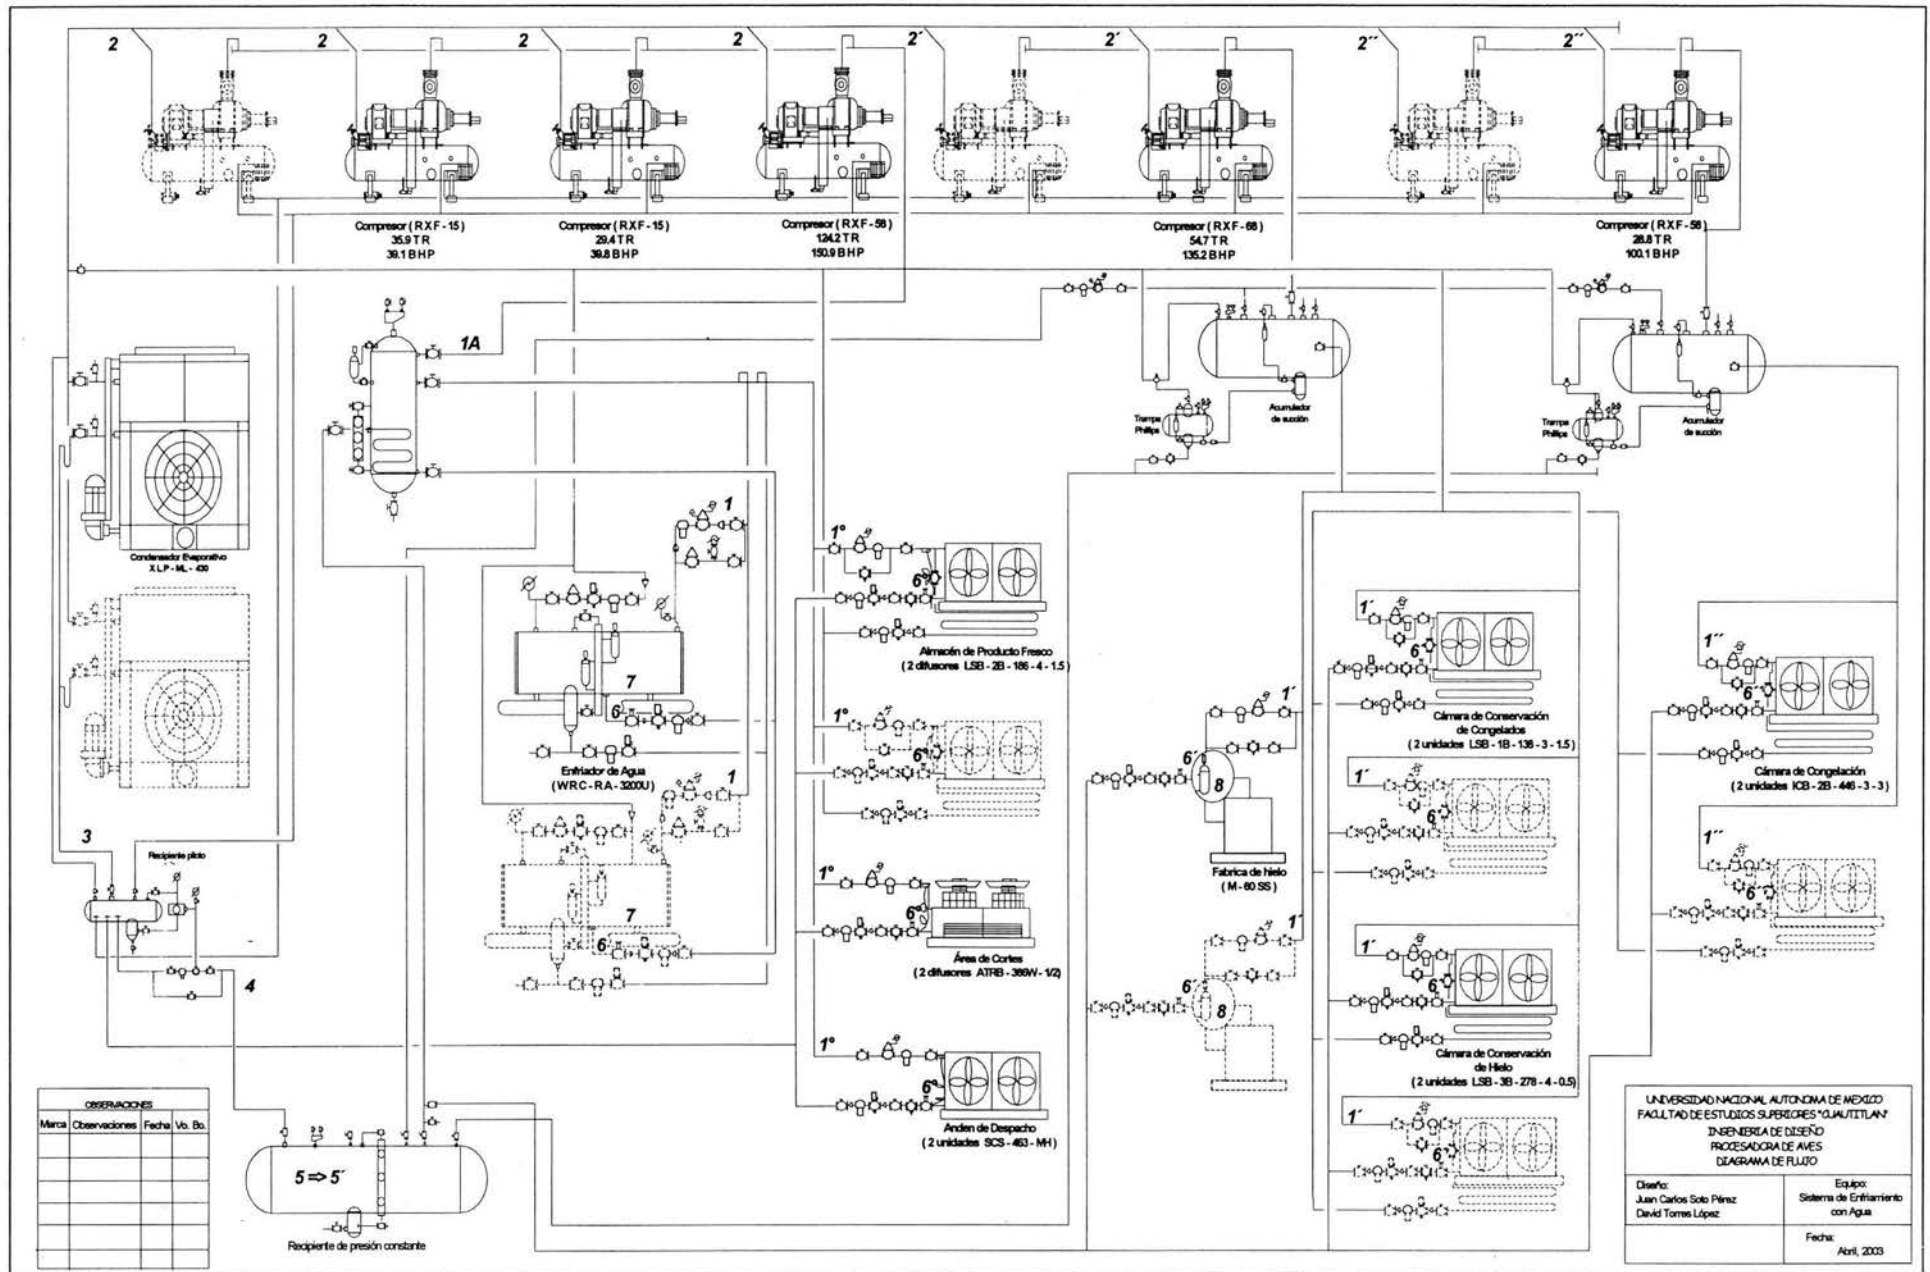 2
2
2
2
2´
2´
2´´
2´´
Compresor ( RXF - 15)
35.9 TR
39.1 BHP
Compresor ( RXF - 15)
29.4 TR
39.8 BHP
Compresor ( RXF - 58)
124.2 TR
150.9 BHP
Compresor ( RXF - 68)
54.7 TR
135.2 BHP
Compresor ( RXF - 58)
28.8 TR
100.1 BHP
1A
Trampa
Phillips
Acumulador
de succión
Trampa
Phillips
Acumulador
de succión
Condensador Evaporativo
X L P - ML - 430
1
1°
6°
Almacén de Producto Fresco
( 2 difusores LSB - 2B - 186 - 4 - 1.5 )
7
6
Enfriador de Agua
( WRC - RA - 3200U )
1
7
6
1°
6°
1°
6°
Área de Cortes
( 2 difusores ATRB - 386W - 1/2)
1°
6°
Anden de Despacho
( 2 unidades SCS - 463 - MH )
1´
6´
8
Fabrica de hielo
( M - 60 SS )
1´
6´
8
1´
6´
Cámara de Conservación
de Congelados
( 2 unidades LSB - 1B - 136 - 3 - 1.5 )
1´
6´
1´
6´
Cámara de Conservación
de Hielo
( 2 unidades LSB - 3B - 278 - 4 - 0.5)
1´
6´
1´´
6´´
Cámara de Congelación
( 2 unidades ICB - 2B - 446 - 3 - 3 )
1´´
6´´
3
Recipiente piloto
4
5 ⇒ 5´
Recipiente de presión constante
OBSERVACIONES
Marca Observaciones Fecha Vo. Bo.
UNIVERSIDAD NACIONAL AUTONOMA DE MEXICO
FACULTAD DE ESTUDIOS SUPERIORES "CUAUTITLAN"
INGENIERIA DE DISEÑO
PROCESADORA DE AVES
DIAGRAMA DE FLUJO
Diseño:
Juan Carlos Soto Pérez
David Torres López
Equipo:
Sistema de Enfriamiento
con Agua
Fecha:
Abril, 2003